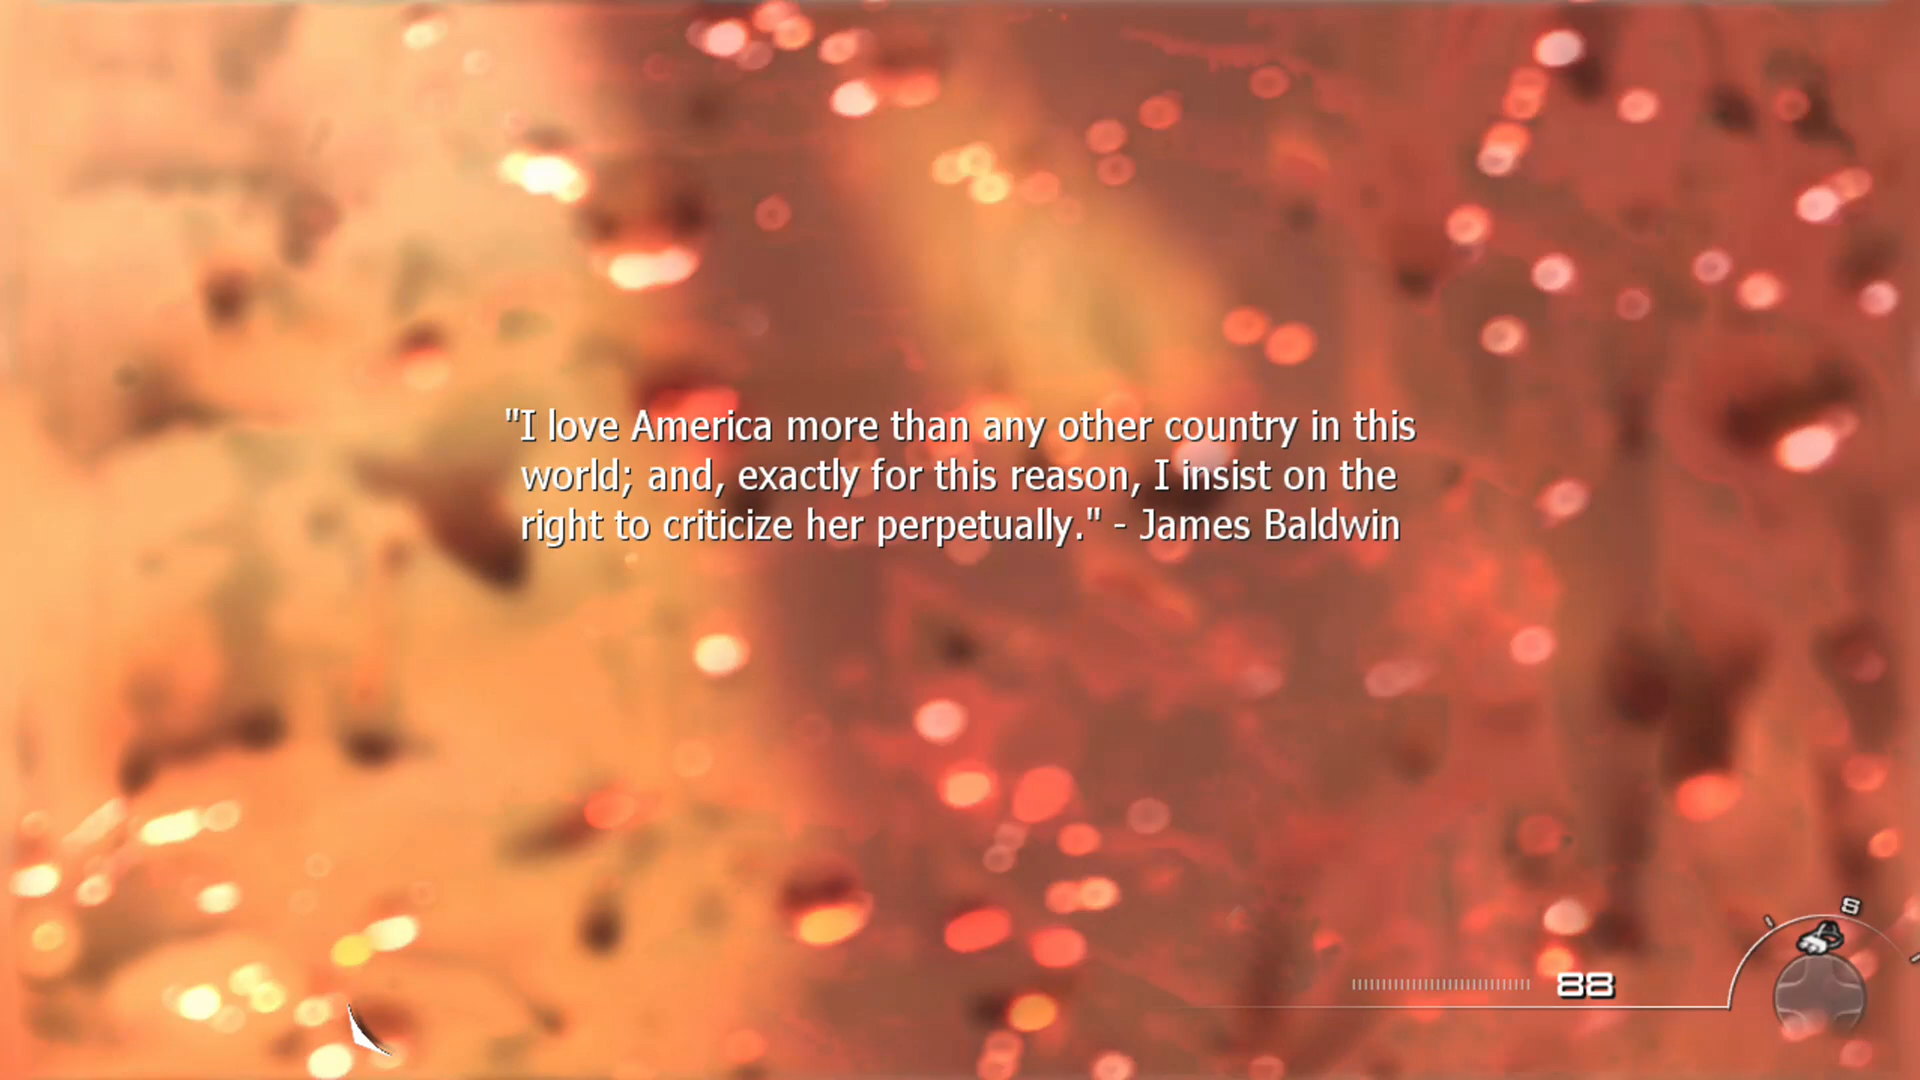 "I love America more than any other country in this
world; and, exactly for this reason, I insist on the
right to criticize her perpetually." - James Baldwin
S
88